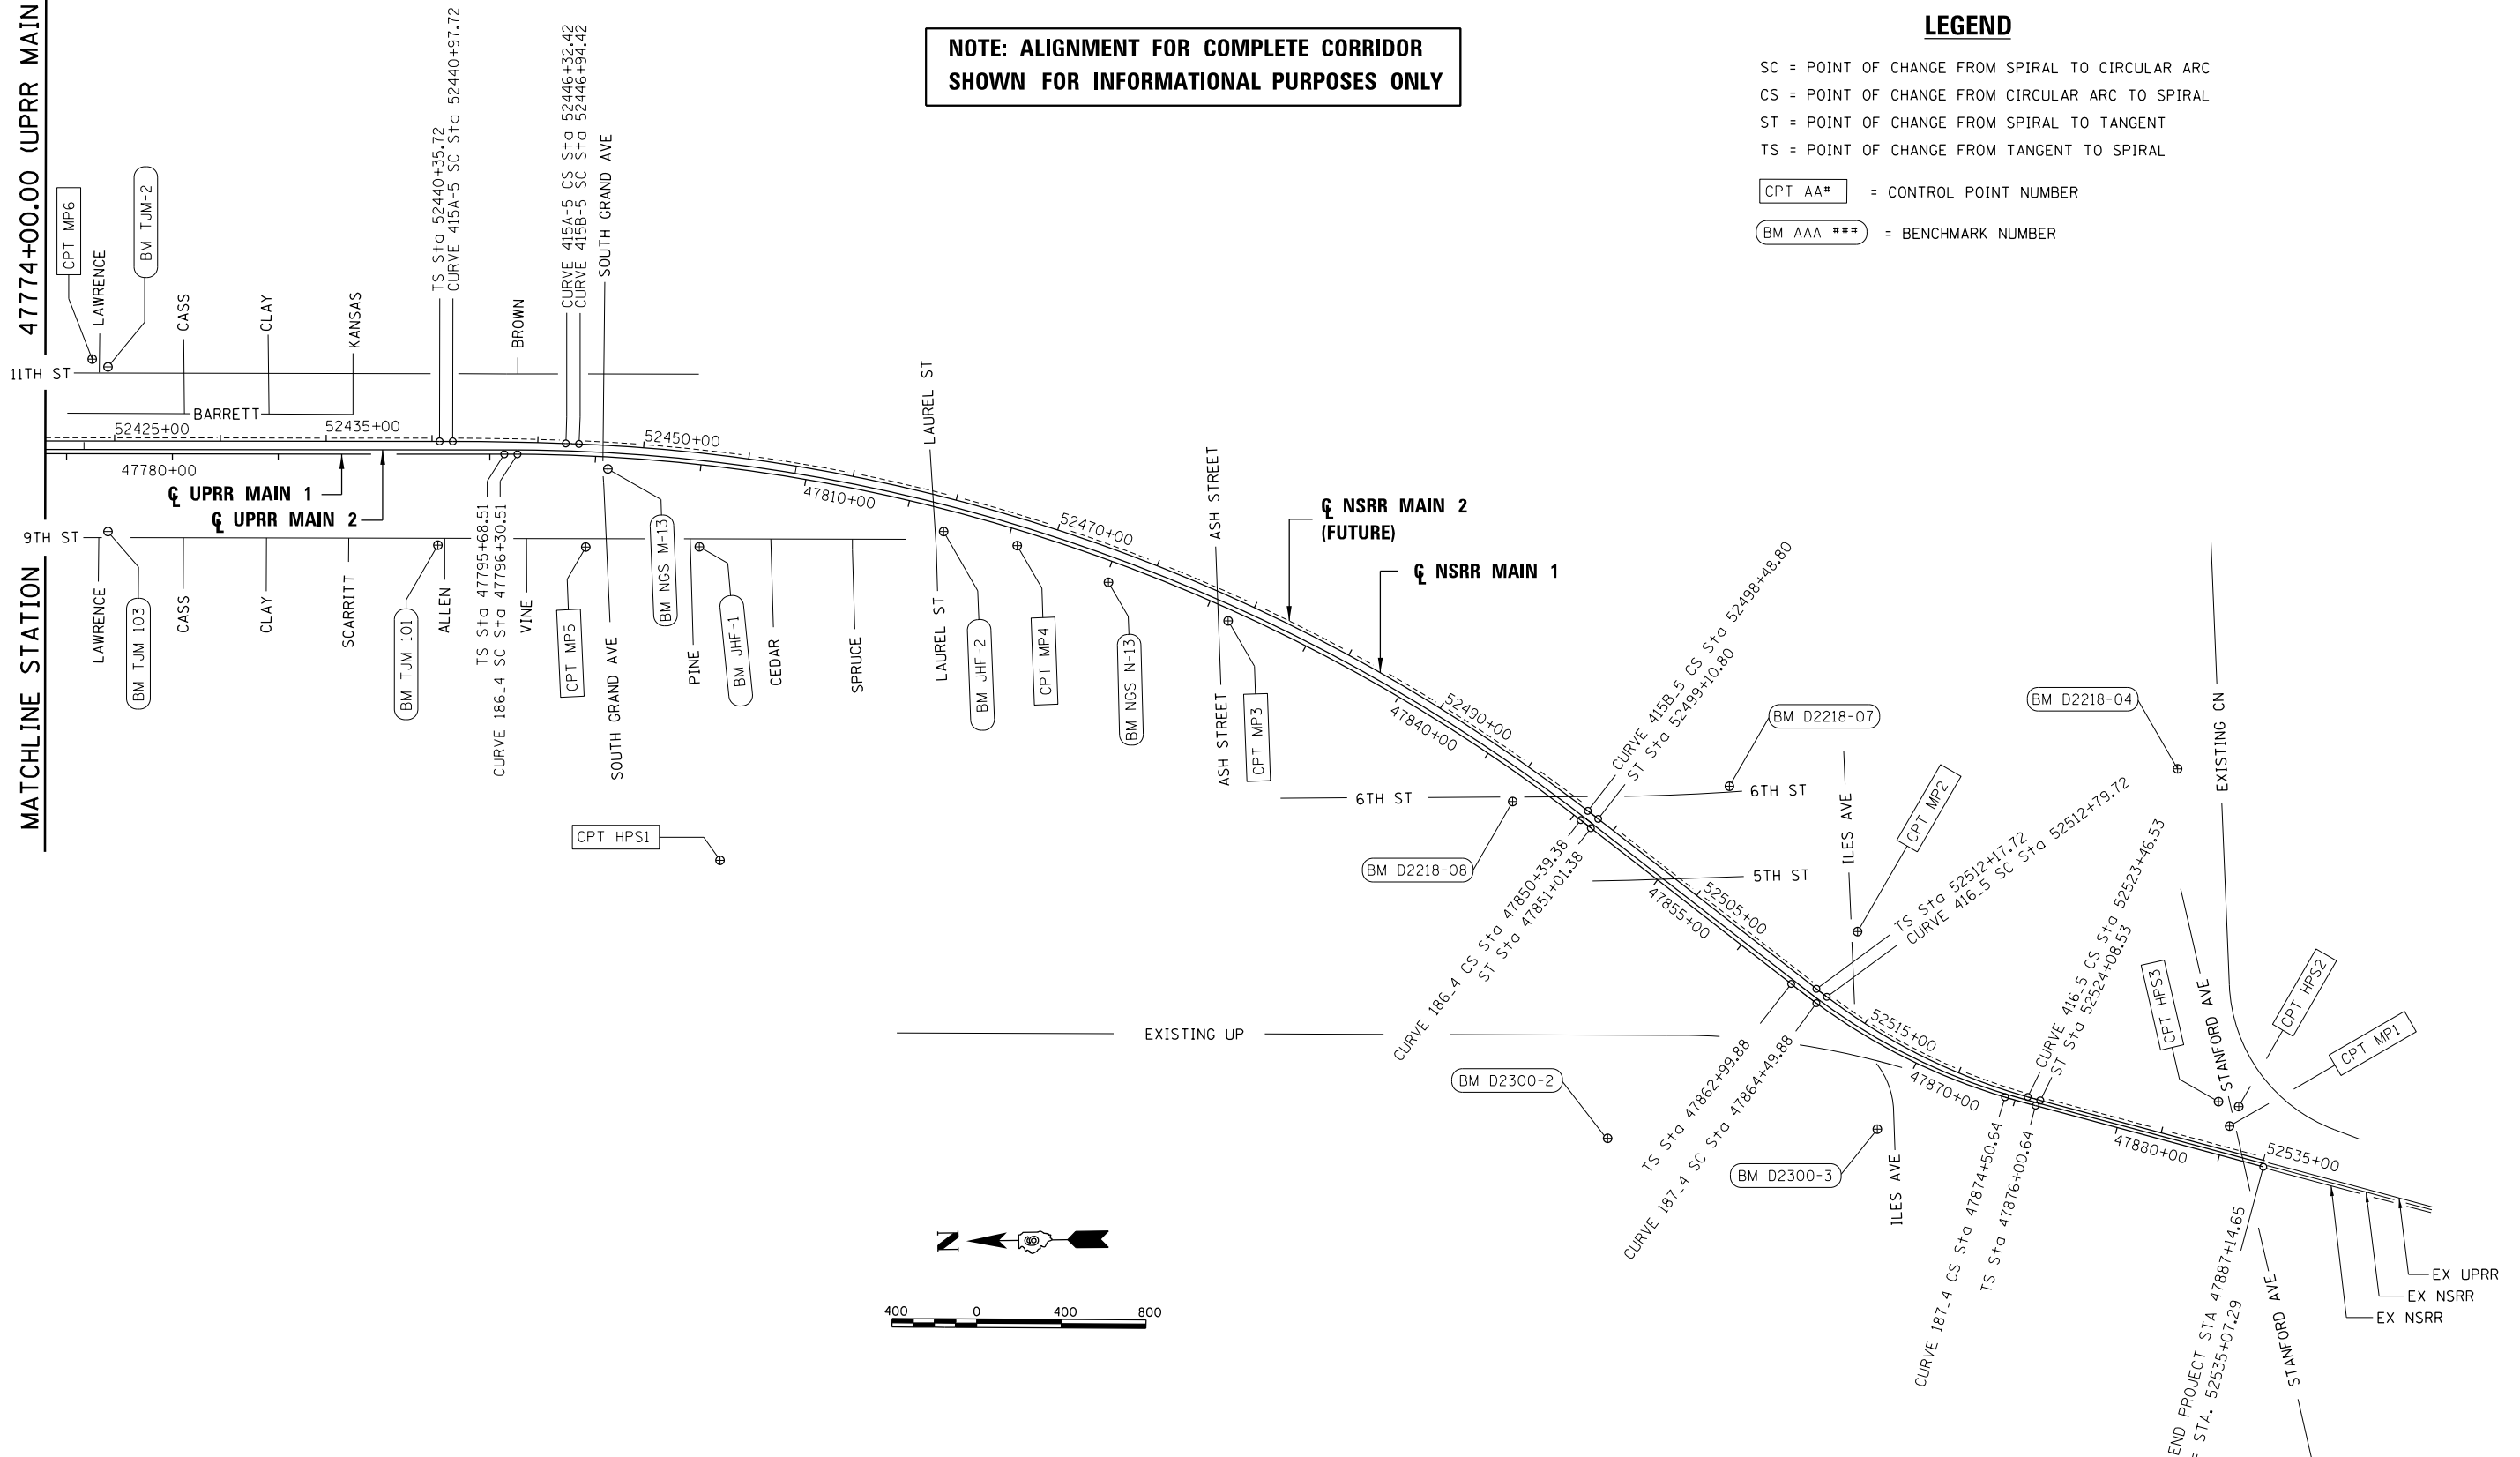 MATCHLINE STATION 47774+00.00 (UPRR MAIN
NOTE: ALIGNMENT FOR COMPLETE CORRIDOR
SHOWN FOR INFORMATIONAL PURPOSES ONLY
LEGEND
SC = POINT OF CHANGE FROM SPIRAL TO CIRCULAR ARC
CS = POINT OF CHANGE FROM CIRCULAR ARC TO SPIRAL
ST = POINT OF CHANGE FROM SPIRAL TO TANGENT
TS = POINT OF CHANGE FROM TANGENT TO SPIRAL
CPT AA# = CONTROL POINT NUMBER
BM AAA ### = BENCHMARK NUMBER
CPT MP6
LAWRENCE
BM TJM-2
CASS
CLAY
KANSAS
TS Sta 52440+35.72
CURVE 415A-5 SC Sta 52440+97.72
BROWN
CURVE 415A-5 CS Sta 52446+32.42
CURVE 415B-5 SC Sta 52446+94.42
SOUTH GRAND AVE
11TH ST
BARRETT
52425+00
52435+00
52450+00
47780+00
℄ UPRR MAIN 1
℄ UPRR MAIN 2
47810+00
LAUREL ST
52470+00
ASH STREET
℄ NSRR MAIN 2
(FUTURE)
℄ NSRR MAIN 1
9TH ST
LAWRENCE
BM TJM 103
CASS
CLAY
SCARRITT
BM TJM 101
ALLEN
TS Sta 47795+68.51
CURVE 186_4 SC Sta 47796+30.51
VINE
CPT MP5
SOUTH GRAND AVE
BM NGS M-13
PINE
BM JHF-1
CEDAR
SPRUCE
LAUREL ST
BM JHF-2
CPT MP4
BM NGS N-13
ASH STREET
CPT MP3
CPT HPS1
52490+00
47840+00
CURVE 415B_5 CS Sta 52498+48.80
ST Sta 52499+10.80
6TH ST
6TH ST
BM D2218-07
BM D2218-08
BM D2218-04
EXISTING CN
ILES AVE
CPT MP2
5TH ST
52505+00
47855+00
CURVE 186_4 CS Sta 47850+39.38
ST Sta 47851+01.38
TS Sta 52512+17.72
CURVE 416_5 SC Sta 52512+79.72
CURVE 416_5 CS Sta 52523+46.53
ST Sta 52524+08.53
EXISTING UP
52515+00
47870+00
TS Sta 47862+99.88
CURVE 187_4 SC Sta 47864+49.88
BM D2300-2
BM D2300-3
ILES AVE
CPT HPS3
STANFORD AVE
CPT HPS2
CPT MP1
CURVE 187_4 CS Sta 47874+50.64
TS Sta 47876+00.64
47880+00
52535+00
END PROJECT STA 47887+14.65
= STA. 52535+07.29
STANFORD AVE
EX UPRR
EX NSRR
EX NSRR
N
400 0 400 800